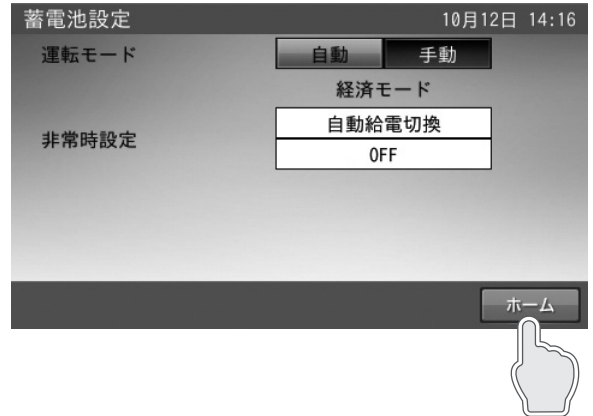 蓄電池設定 10月12日 14:16
運転モード 自動 手動
経済モード
非常時設定
自動給電切換
OFF
ホーム